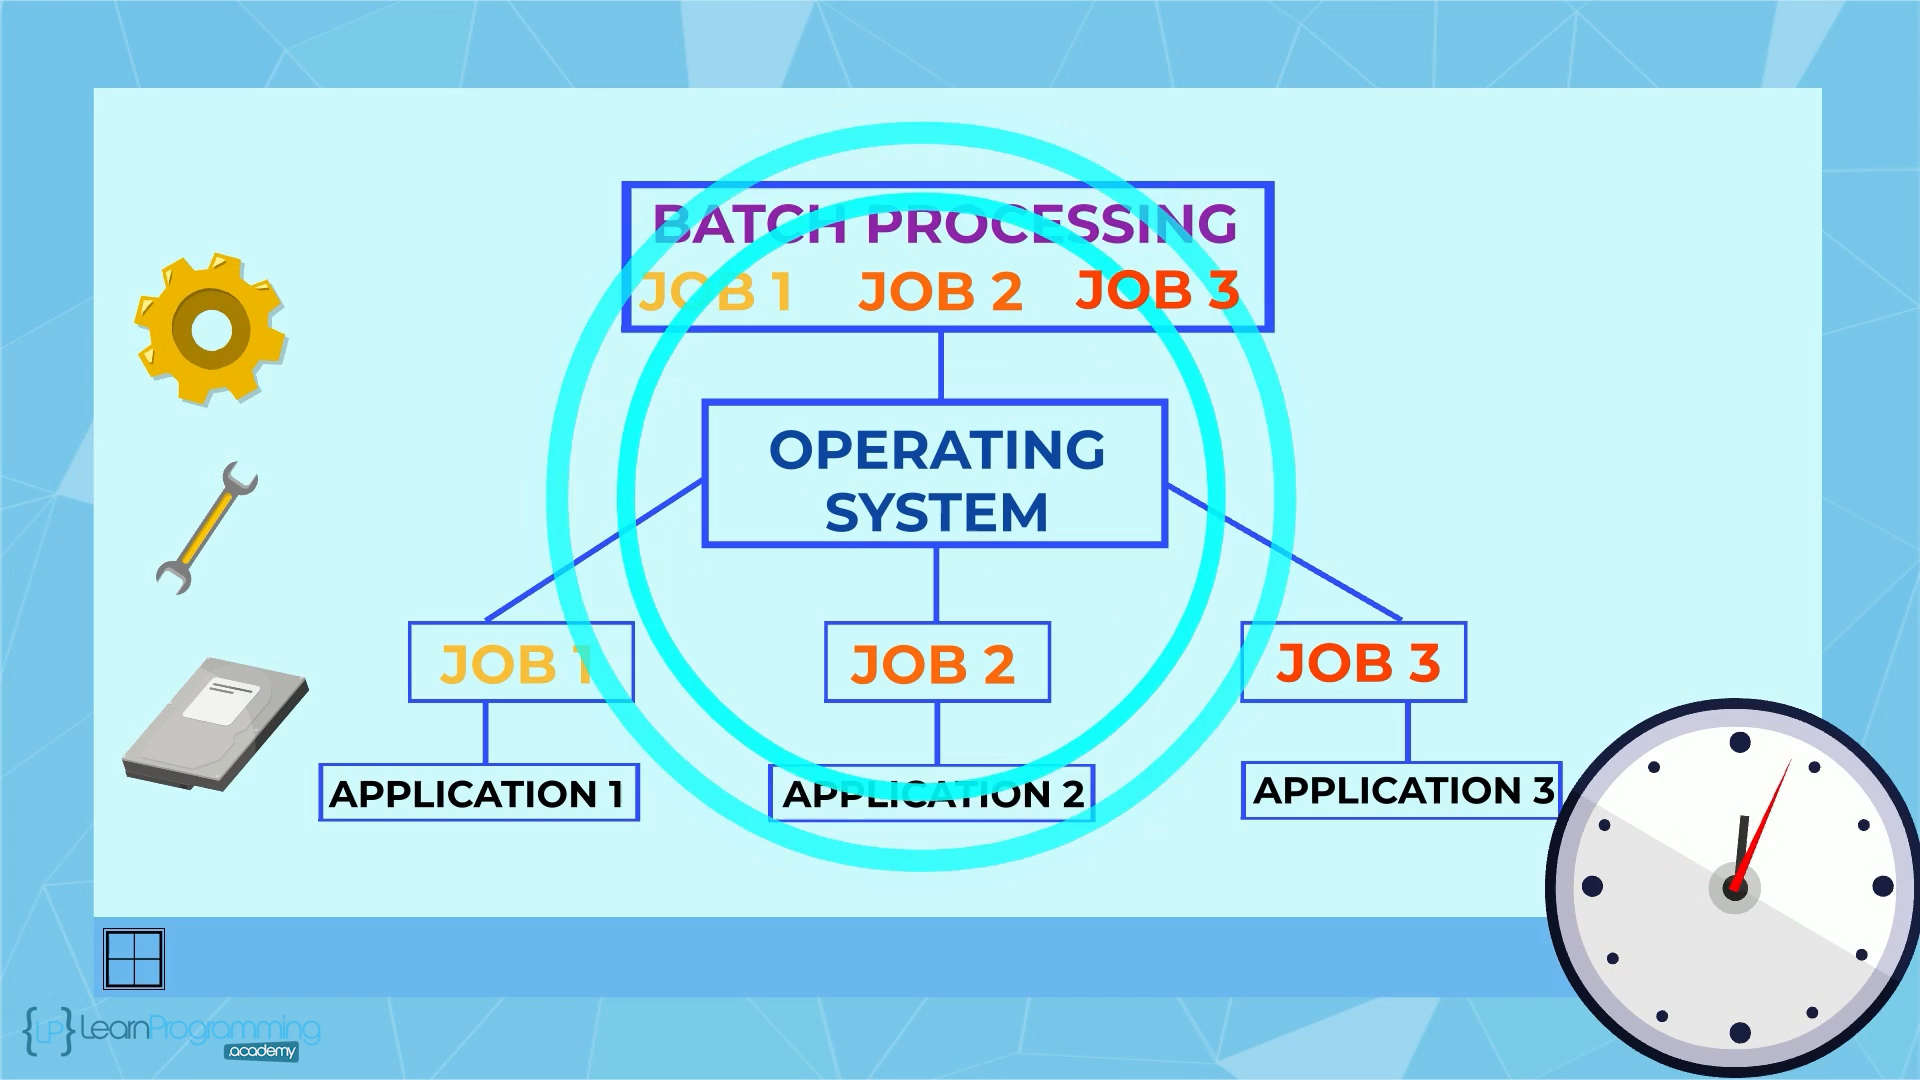 BATCH PROCESSING
JOB 1 JOB 2 JOB 3
OPERATING
SYSTEM
JOB 1 JOB 2 JOB 3
APPLICATION 1 APPLICATION 2 APPLICATION 3
{LP} LearnProgramming
.academy